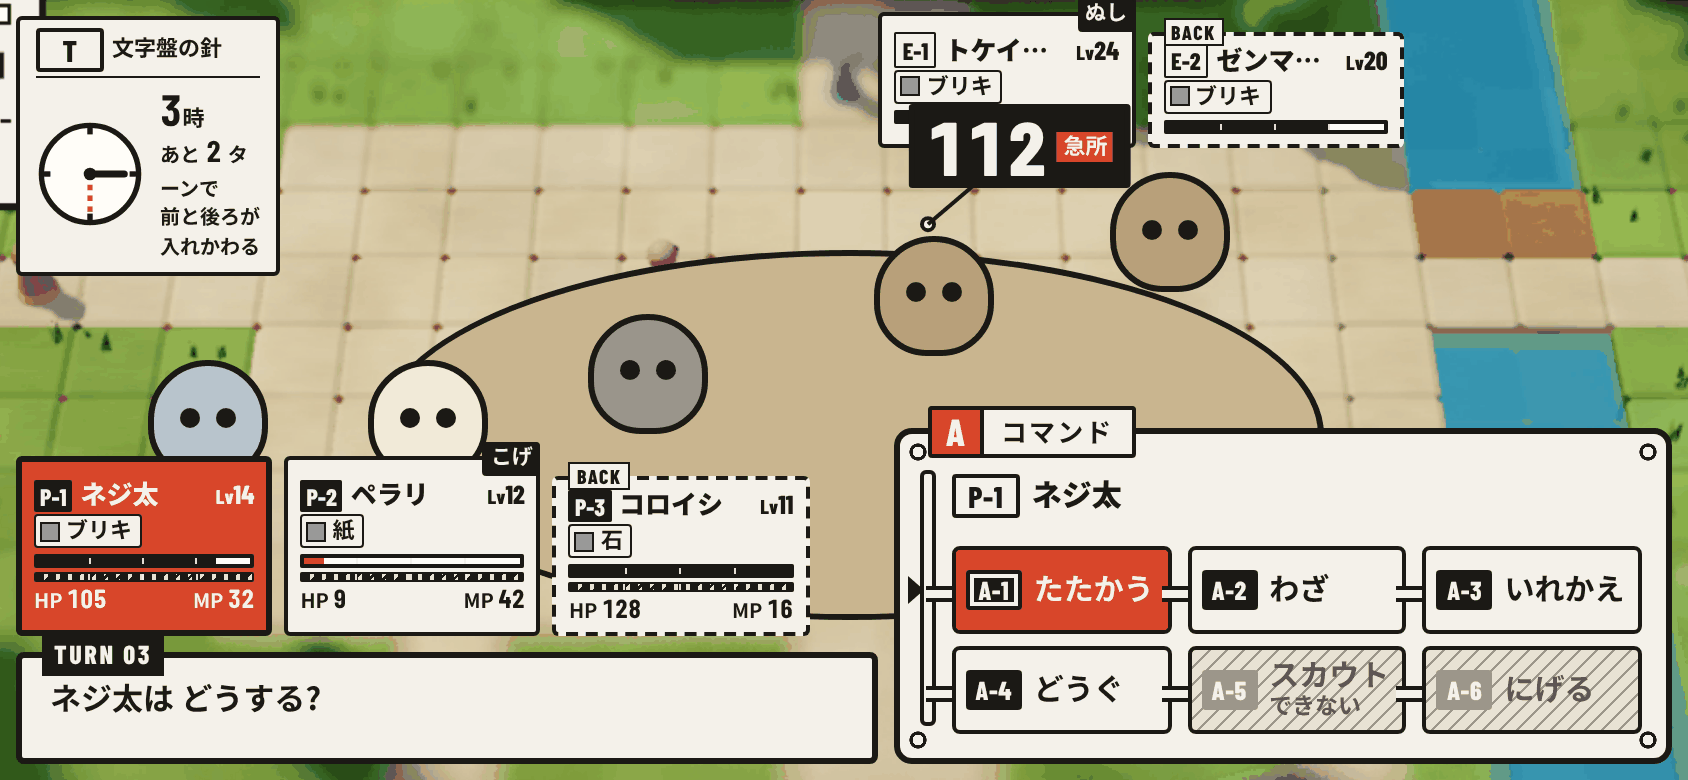 T 文字盤の針
3時
あと 2 タ
ーンで
前と後ろが
入れかわる
ぬし
E-1 トケイ… Lv24
ブリキ
BACK
E-2 ゼンマ… Lv20
ブリキ
112 急所
P-1 ネジ太 Lv14
ブリキ
HP 105 MP 32
こげ
P-2 ペラリ Lv12
紙
HP 9 MP 42
BACK
P-3 コロイシ Lv11
石
HP 128 MP 16
TURN 03
ネジ太は どうする?
A コマンド
P-1 ネジ太
A-1 たたかう
A-2 わざ
A-3 いれかえ
A-4 どうぐ
A-5 スカウト
できない
A-6 にげる